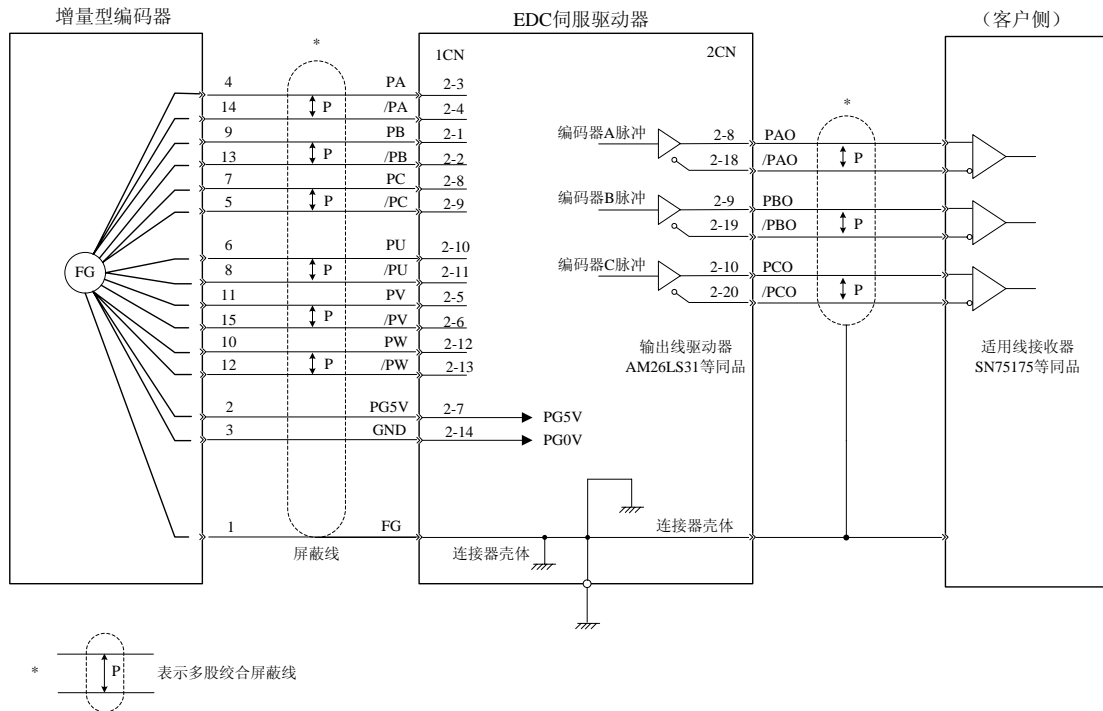 增量型编码器
EDC伺服驱动器
（客户侧）
*
1CN
2CN
4 PA 2-3
P
14 /PA 2-4
9 PB 2-1
P
13 /PB 2-2
7 PC 2-8
P
5 /PC 2-9
6 PU 2-10
P
8 /PU 2-11
11 PV 2-5
P
15 /PV 2-6
10 PW 2-12
P
12 /PW 2-13
2 PG5V 2-7 PG5V
3 GND 2-14 PG0V
1 FG
FG
屏蔽线
连接器壳体
连接器壳体
*
编码器A脉冲 2-8 PAO
P
2-18 /PAO
编码器B脉冲 2-9 PBO
P
2-19 /PBO
编码器C脉冲 2-10 PCO
P
2-20 /PCO
输出线驱动器
AM26LS31等同品
适用线接收器
SN75175等同品
* P 表示多股绞合屏蔽线